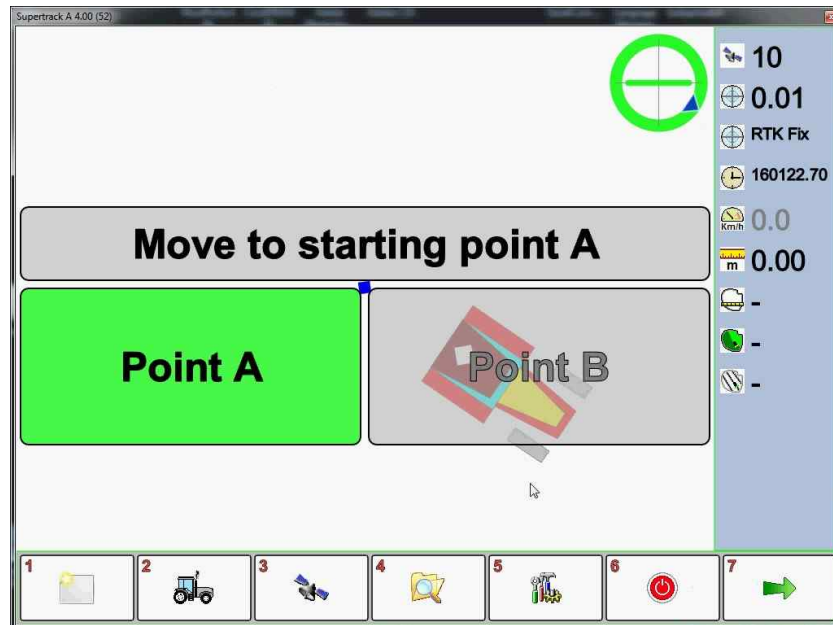 Supertrack A 4.00 (52)
10
0.01
RTK Fix
160122.70
Km/h
0.0
Move to starting point A
m
0.00
Point A
Point B
-
-
-
1
2
3
4
5
6
7